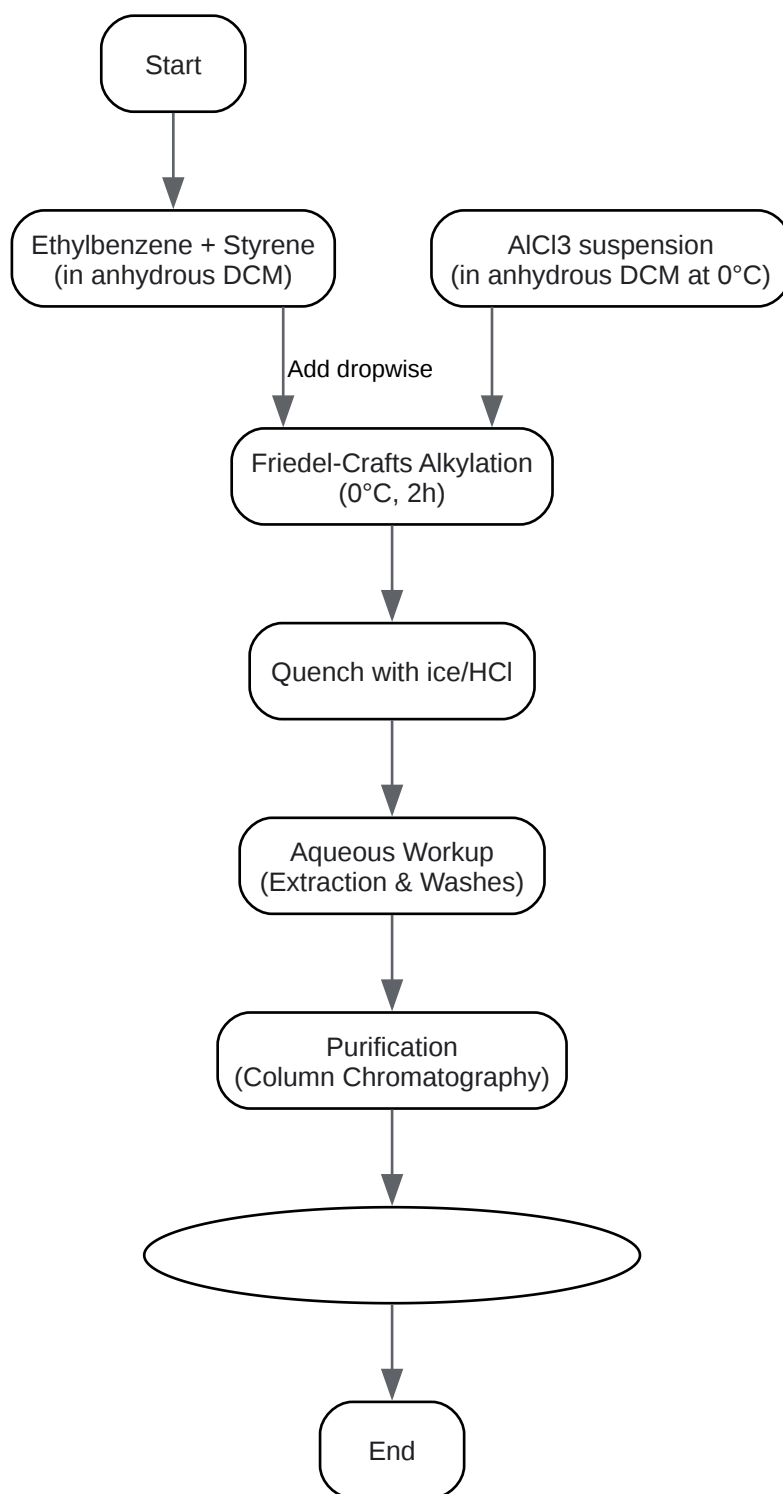 Start
Ethylbenzene + Styrene
(in anhydrous DCM)
AlCl3 suspension
(in anhydrous DCM at 0°C)
Add dropwise
Friedel-Crafts Alkylation
(0°C, 2h)
Quench with ice/HCl
Aqueous Workup
(Extraction & Washes)
Purification
(Column Chromatography)
End